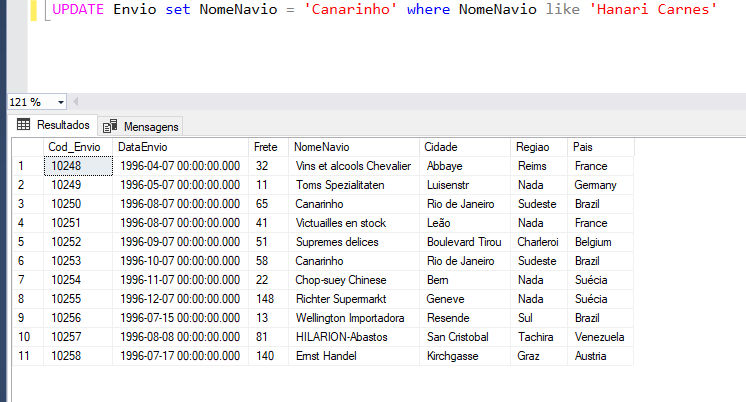 UPDATE Envio set NomeNavio = 'Canarinho' where NomeNavio like 'Hanari Carnes'
121 %
Resultados Mensagens
Cod_Envio DataEnvio Frete NomeNavio Cidade Regiao Pais
1 10248 1996-04-07 00:00:00.000 32 Vins et alcools Chevalier Abbaye Reims France
2 10249 1996-05-07 00:00:00.000 11 Toms Spezialitaten Luisenstr Nada Germany
3 10250 1996-08-07 00:00:00.000 65 Canarinho Rio de Janeiro Sudeste Brazil
4 10251 1996-08-07 00:00:00.000 41 Victuailles en stock Leão Nada France
5 10252 1996-09-07 00:00:00.000 51 Supremes delices Boulevard Tirou Charleroi Belgium
6 10253 1996-10-07 00:00:00.000 58 Canarinho Rio de Janeiro Sudeste Brazil
7 10254 1996-11-07 00:00:00.000 22 Chop-suey Chinese Bern Nada Suécia
8 10255 1996-12-07 00:00:00.000 148 Richter Supermarkt Geneve Nada Suécia
9 10256 1996-07-15 00:00:00.000 13 Wellington Importadora Resende Sul Brazil
10 10257 1996-08-08 00:00:00.000 81 HILARION-Abastos San Cristobal Tachira Venezuela
11 10258 1996-07-17 00:00:00.000 140 Ernst Handel Kirchgasse Graz Austria